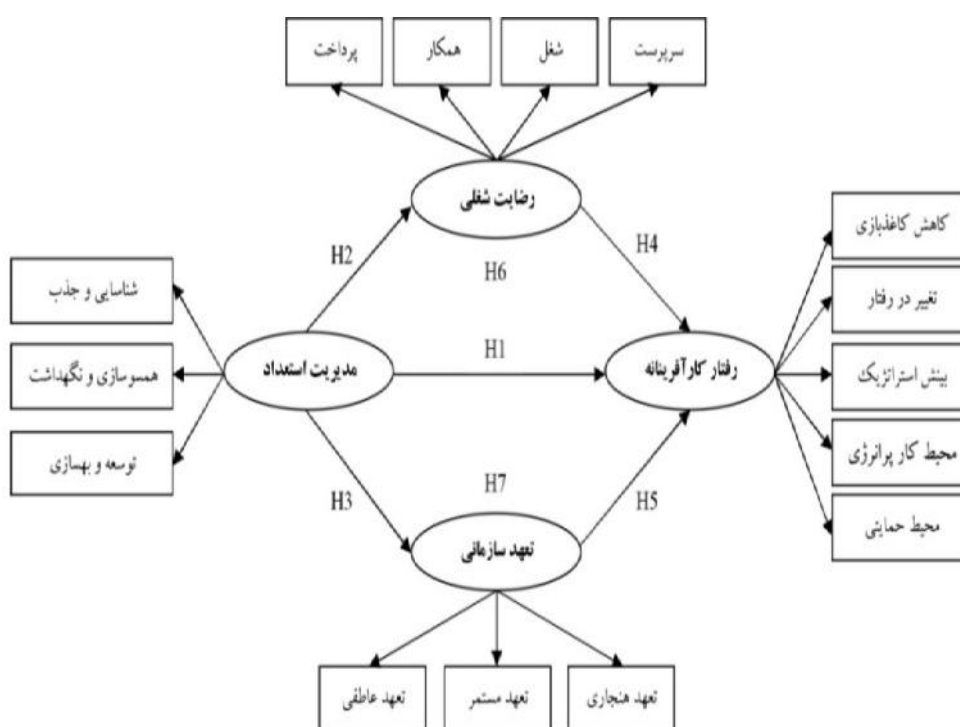 سرپرست
شغل
همکار
پرداخت
رضایت شغلی
H2
H6
H4
شناسایی و جذب
همسوسازی و نگهداشت
توسعه و بهسازی
مدیریت استعداد
H1
رفتار کارآفرینانه
کاهش کاغذبازی
تغییر در رفتار
بینش استراتژیک
محیط کار پرانرژی
محیط حمایتی
H3
H7
H5
تعهد سازمانی
تعهد هنجاری
تعهد مستمر
تعهد عاطفی